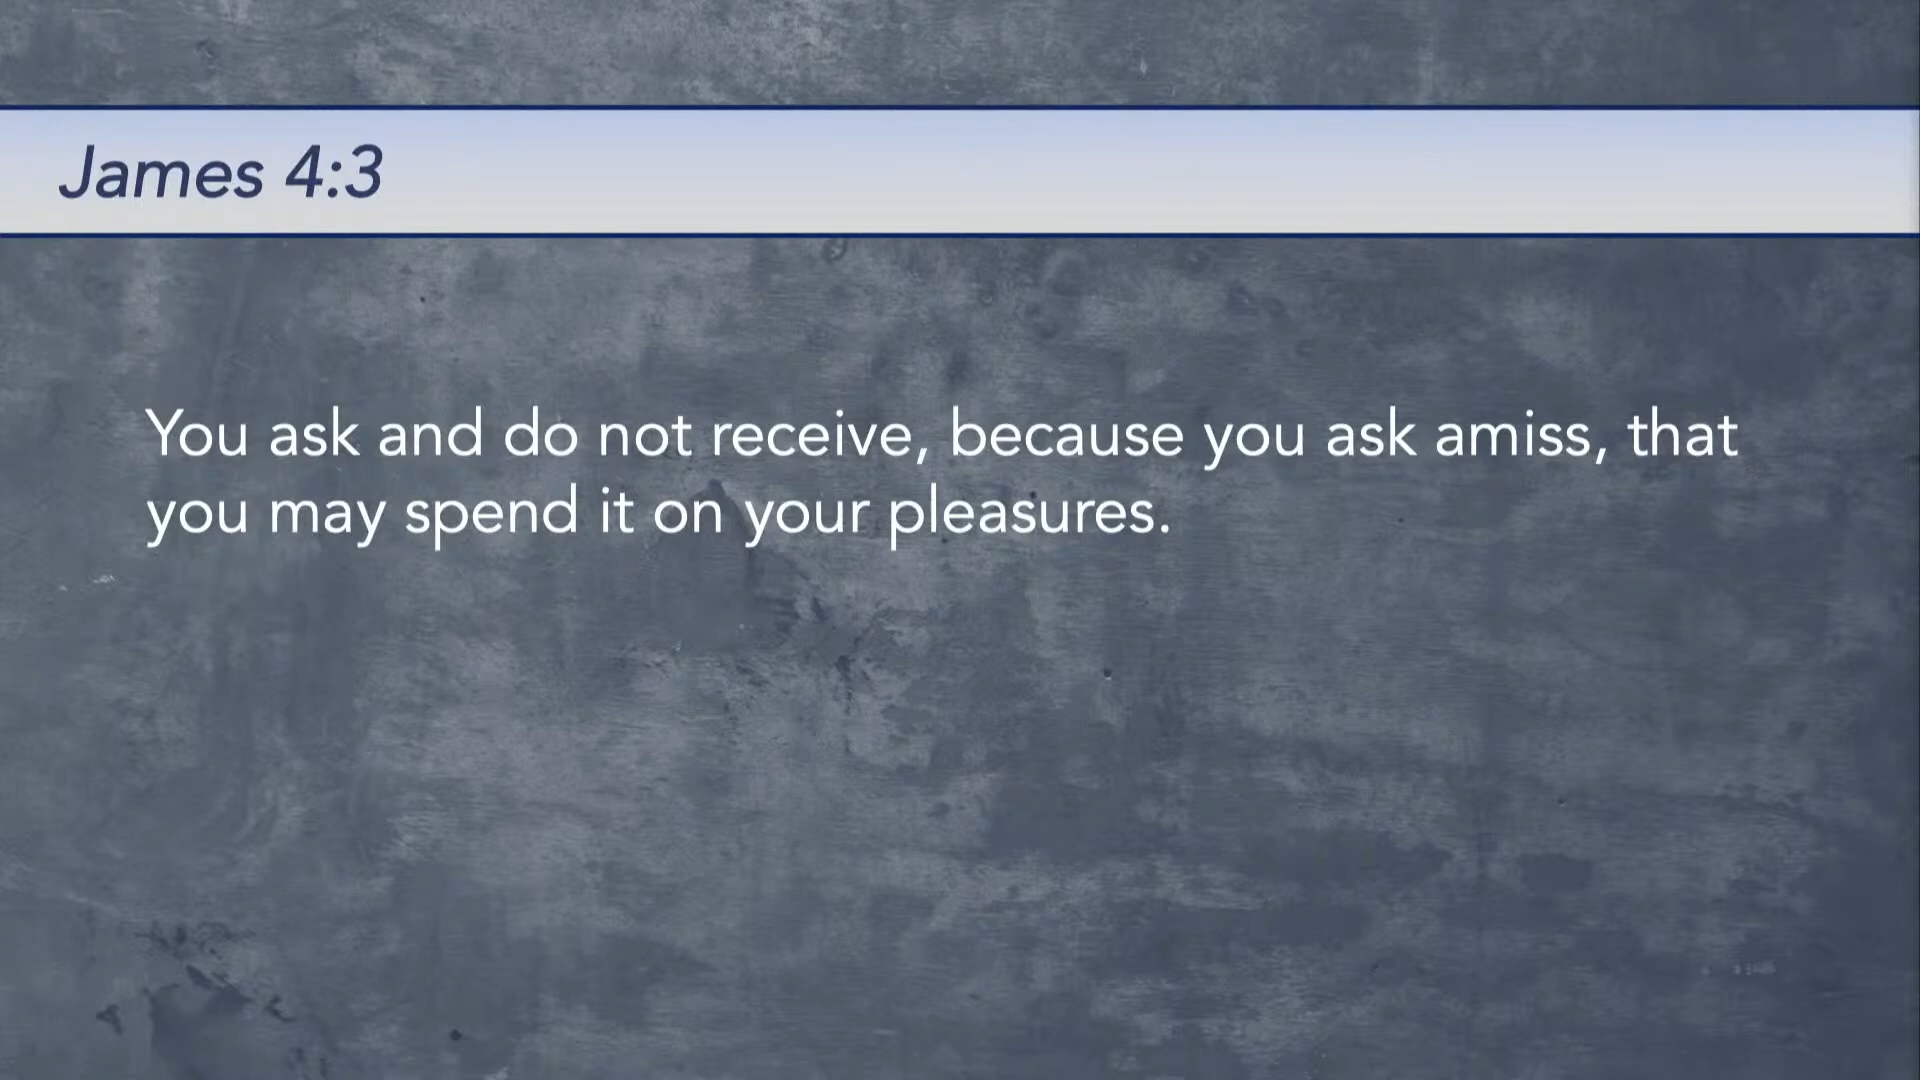 James 4:3
You ask and do not receive, because you ask amiss, that
you may spend it on your pleasures.